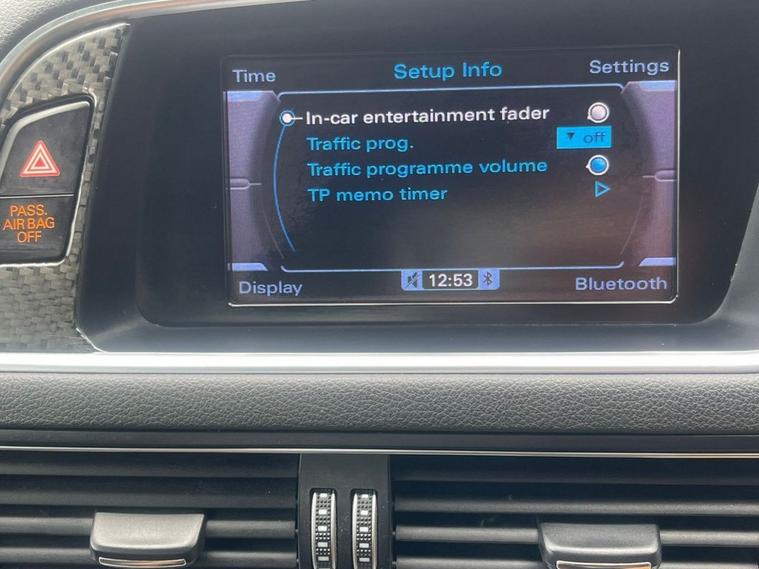 Time
Setup Info
Settings
In-car entertainment fader
Traffic prog.
off
Traffic programme volume
TP memo timer
PASS.
AIR BAG
OFF
Display
12:53
Bluetooth